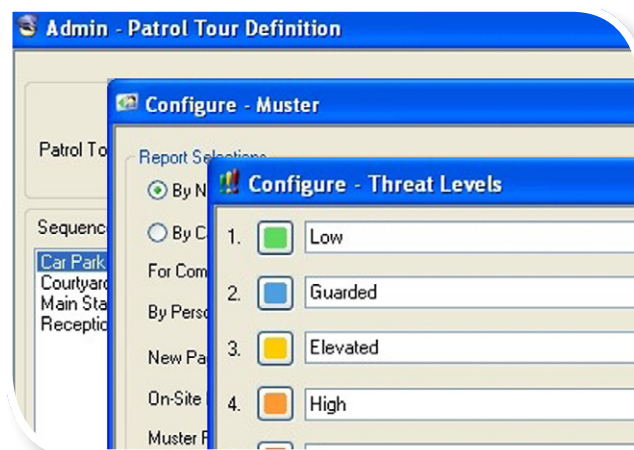 Admin - Patrol Tour Definition
Configure - Muster
Patrol To
Report Selections
Configure - Threat Levels
By N
Sequenc
By C
1. Low
Car Park
For Com
Courtyard
2. Guarded
Main Sta
By Perso
Receptio
New Pa
3. Elevated
On-Site
4. High
Muster